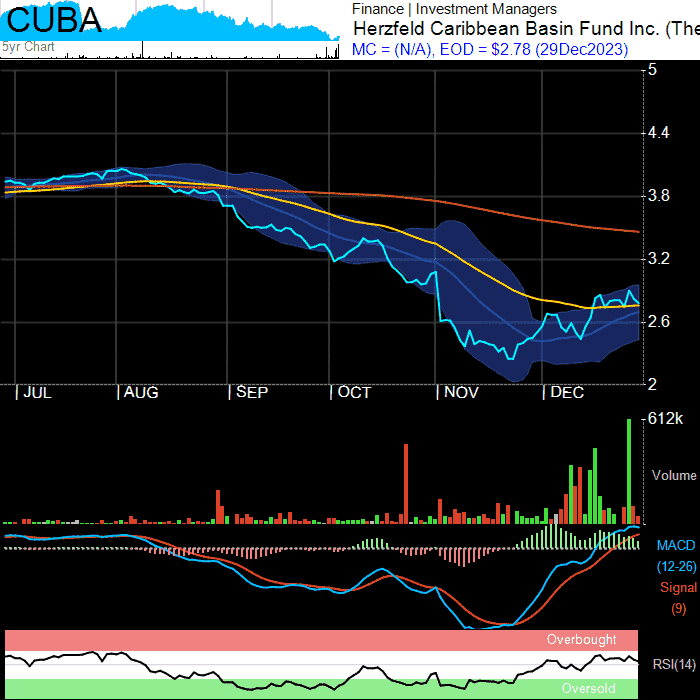 CUBA
5yr Chart
Finance | Investment Managers
Herzfeld Caribbean Basin Fund Inc. (The
MC = (N/A), EOD = $2.78 (29Dec2023)
5
4.4
3.8
3.2
2.6
2
JUL AUG SEP OCT NOV DEC
612k
Volume
MACD
(12-26)
Signal
(9)
Overbought
RSI(14)
Oversold